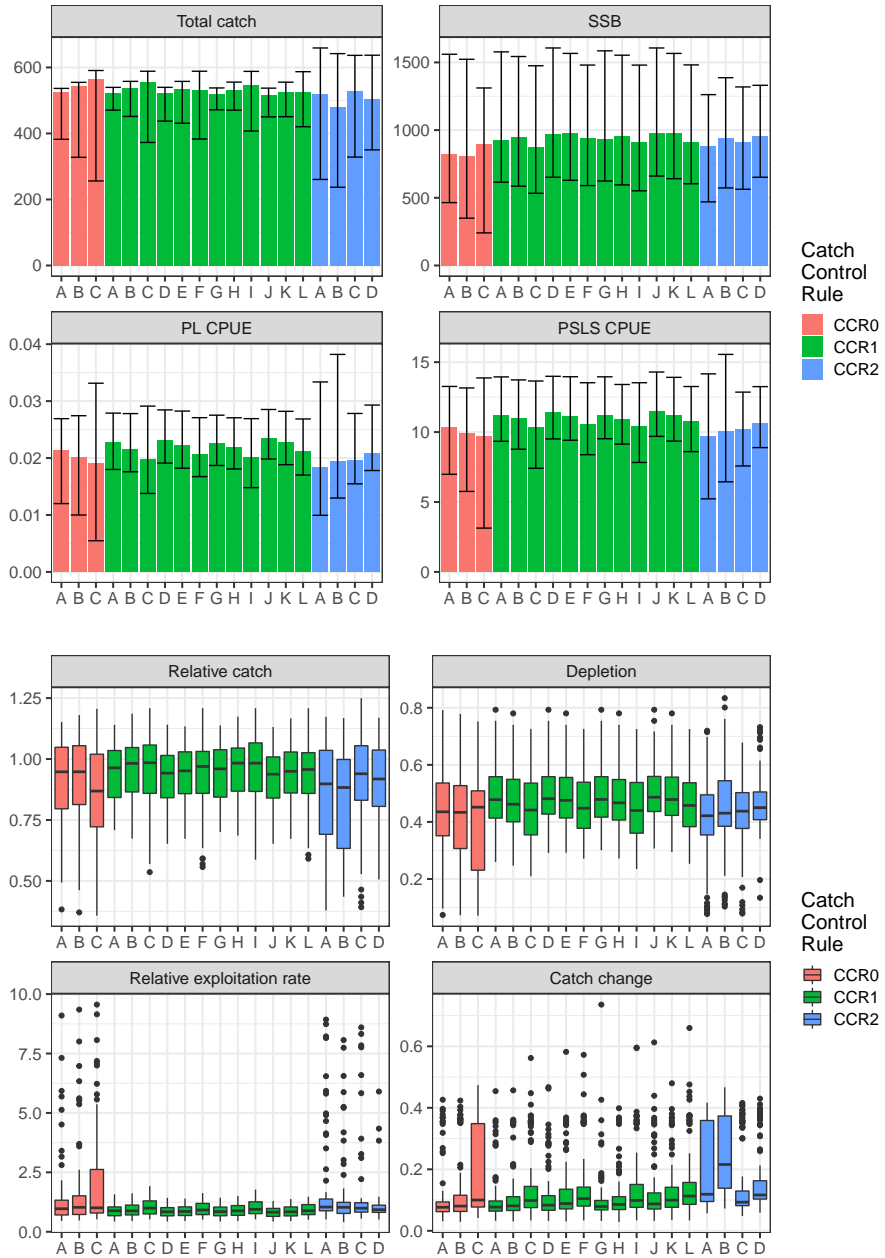 Total catch
SSB
600
400
200
0
1500
1000
500
0
A B C A B C D E F G H I J K L A B C D
A B C A B C D E F G H I J K L A B C D
PL CPUE
PSLS CPUE
0.04
0.03
0.02
0.01
0.00
15
10
5
0
A B C A B C D E F G H I J K L A B C D
A B C A B C D E F G H I J K L A B C D
Catch
Control
Rule
CCR0
CCR1
CCR2
Relative catch
Depletion
1.25
1.00
0.75
0.50
0.8
0.6
0.4
0.2
A B C A B C D E F G H I J K L A B C D
A B C A B C D E F G H I J K L A B C D
Relative exploitation rate
Catch change
10.0
7.5
5.0
2.5
0.0
0.6
0.4
0.2
0.0
A B C A B C D E F G H I J K L A B C D
A B C A B C D E F G H I J K L A B C D
Catch
Control
Rule
CCR0
CCR1
CCR2